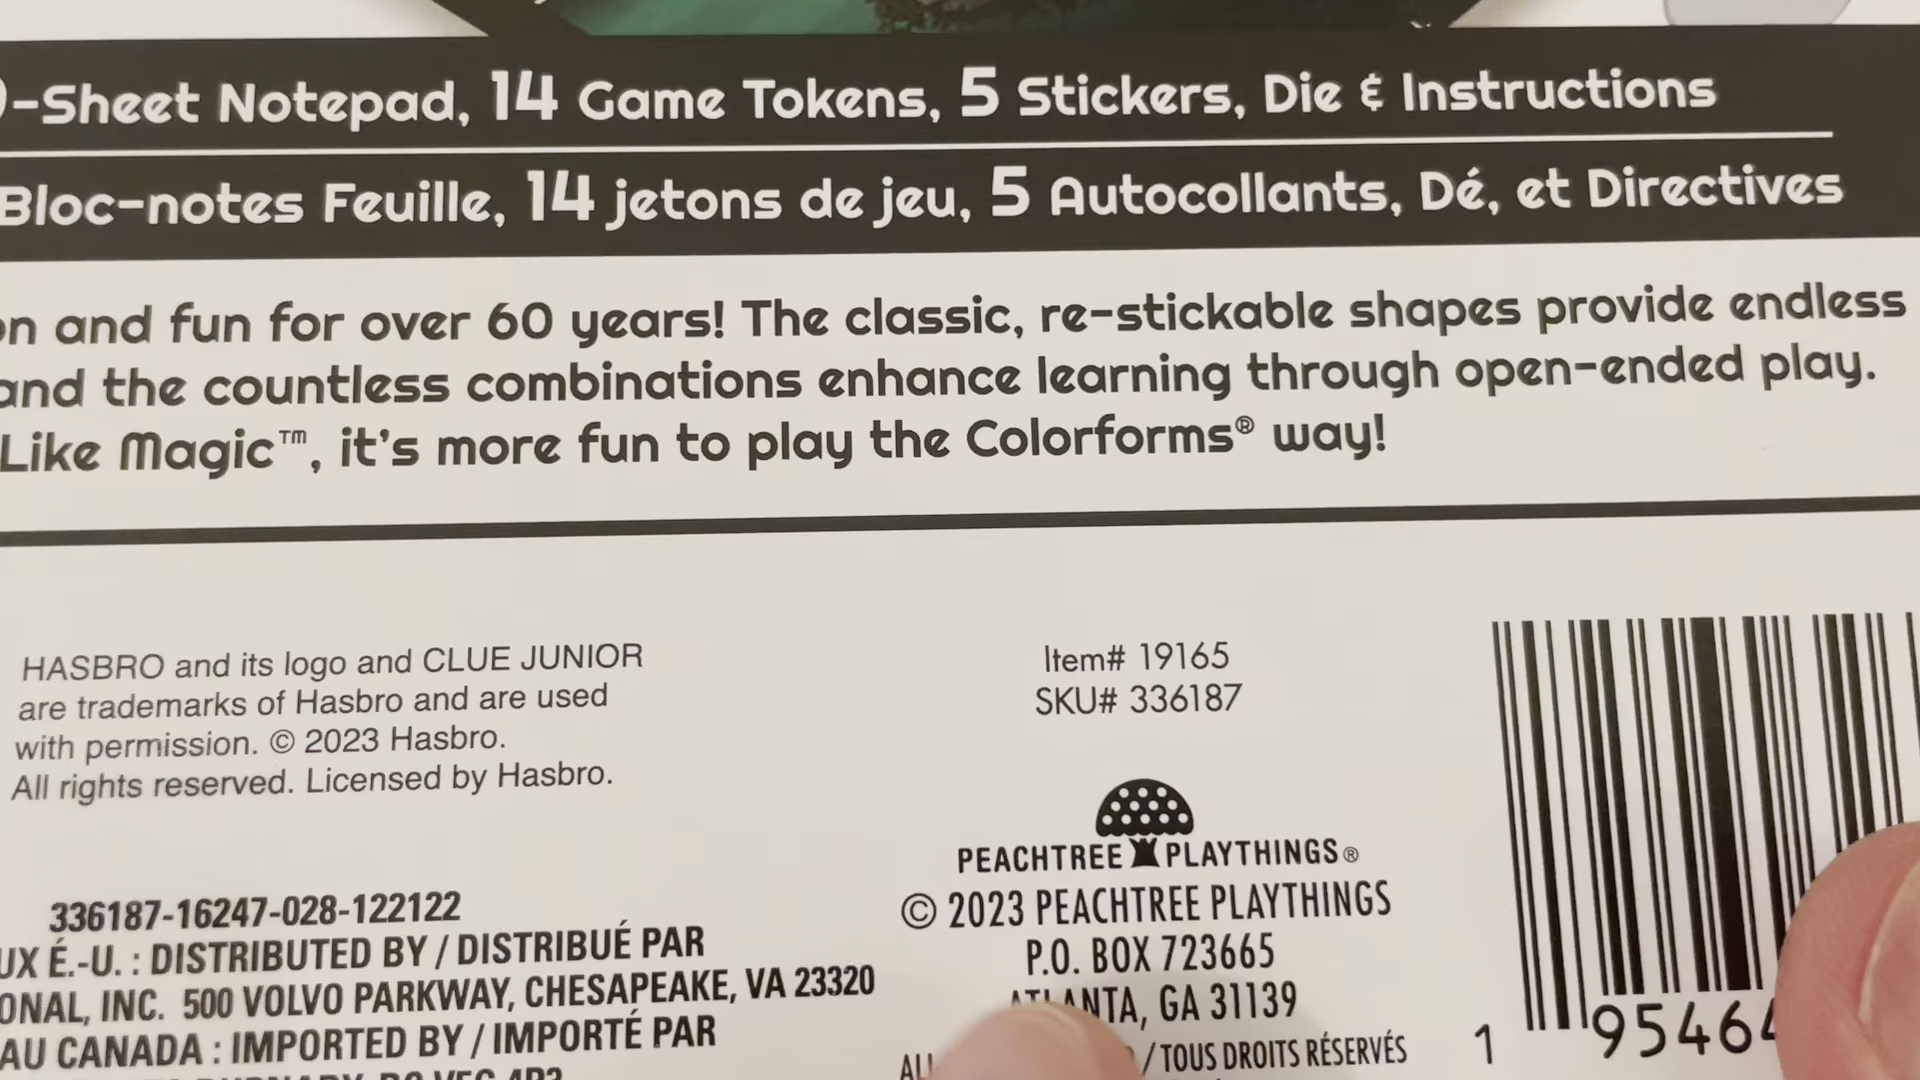 -Sheet Notepad, 14 Game Tokens, 5 Stickers, Die & Instructions
Bloc-notes Feuille, 14 jetons de jeu, 5 Autocollants, Dé, et Directives
and fun for over 60 years! The classic, re-stickable shapes provide endless
and the countless combinations enhance learning through open-ended play.
Like Magic™, it's more fun to play the Colorforms® way!
HASBRO and its logo and CLUE JUNIOR
are trademarks of Hasbro and are used
with permission. © 2023 Hasbro.
All rights reserved. Licensed by Hasbro.
Item# 19165
SKU# 336187
PEACHTREE PLAYTHINGS®
© 2023 PEACHTREE PLAYTHINGS
P.O. BOX 723665
ATLANTA, GA 31139
/ TOUS DROITS RÉSERVÉS
336187-16247-028-122122
UX É.-U. : DISTRIBUTED BY / DISTRIBUÉ PAR
ONAL, INC. 500 VOLVO PARKWAY, CHESAPEAKE, VA 23320
AU CANADA : IMPORTED BY / IMPORTÉ PAR
1 95464